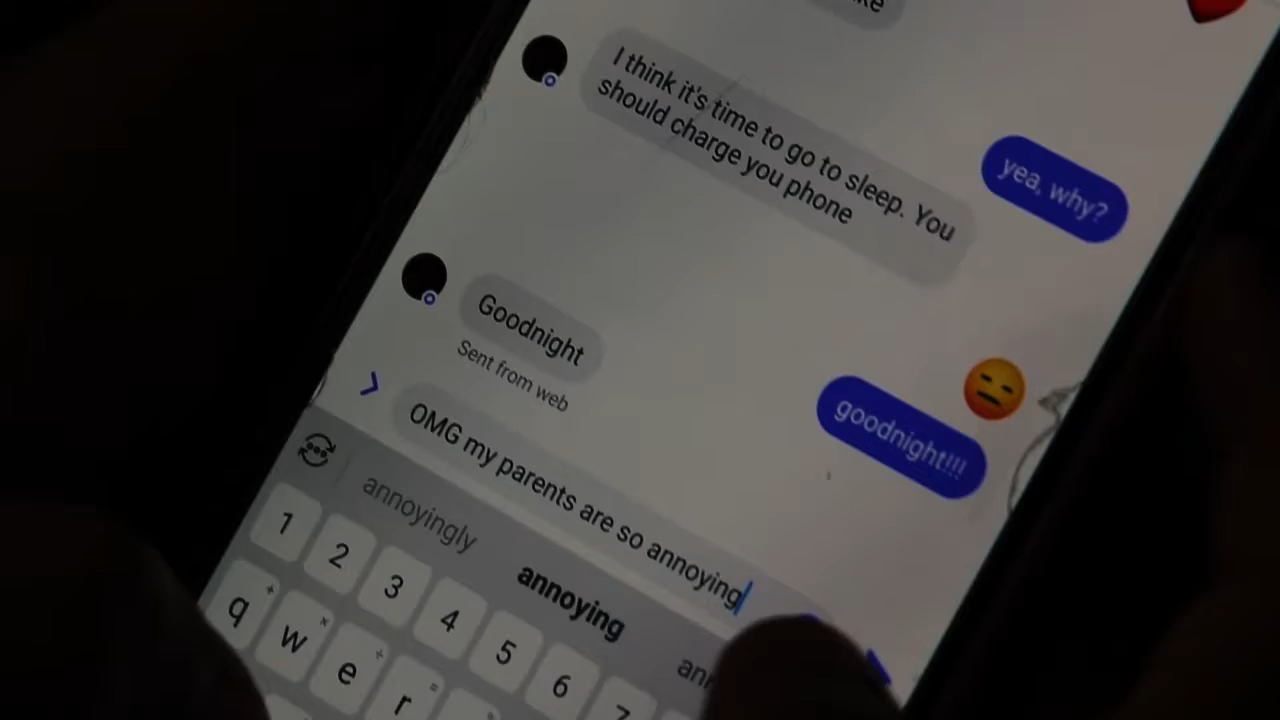 I think it's time to go to sleep. You
should charge you phone
yea, why?
Goodnight
Sent from web
goodnight!!!
OMG my parents are so annoying
annoyingly
annoying
1 2 3 4 5 6 7
q w e r